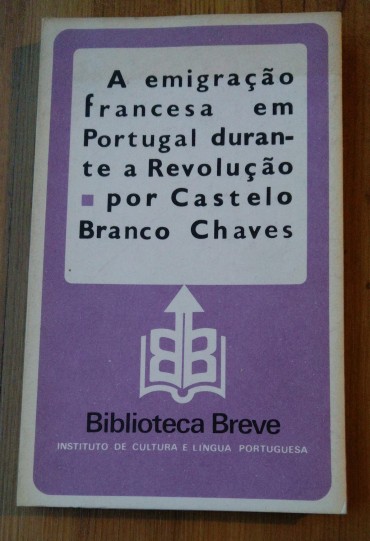 A emigração
francesa em
Portugal duran-
te a Revolução
▪ por Castelo
Branco Chaves
BB
Biblioteca Breve
INSTITUTO DE CULTURA E LÍNGUA PORTUGUESA